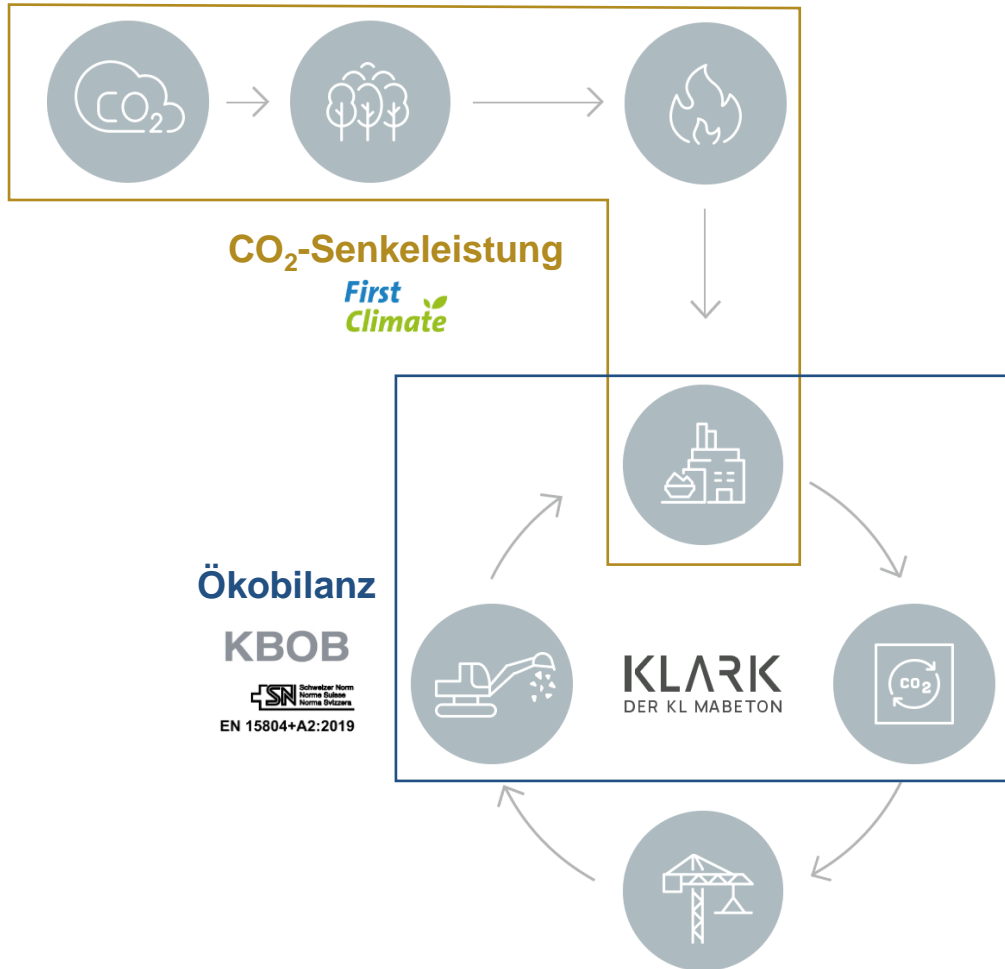 CO₂
CO₂-Senkeleistung
First
Climate
Ökobilanz
KBOB
SN Schweizer Norm
Norme Suisse
Norma Svizzera
EN 15804+A2:2019
KLARK
DER KL MABETON
CO₂